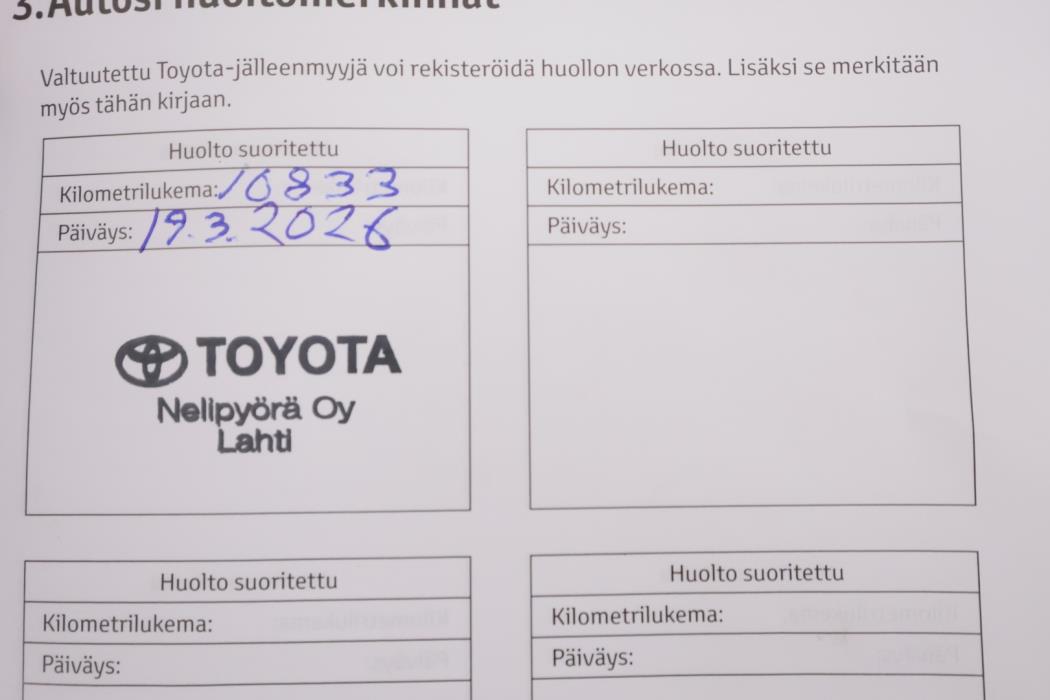 3.Autosi huoltomerkinnät
Valtuutettu Toyota-jälleenmyyjä voi rekisteröidä huollon verkossa. Lisäksi se merkitään
myös tähän kirjaan.
Huolto suoritettu
Kilometrilukema: 10833
Päiväys: 19.3.2026
TOYOTA
Nelipyörä Oy
Lahti
Huolto suoritettu
Kilometrilukema:
Päiväys:
Huolto suoritettu
Kilometrilukema:
Päiväys:
Huolto suoritettu
Kilometrilukema:
Päiväys: